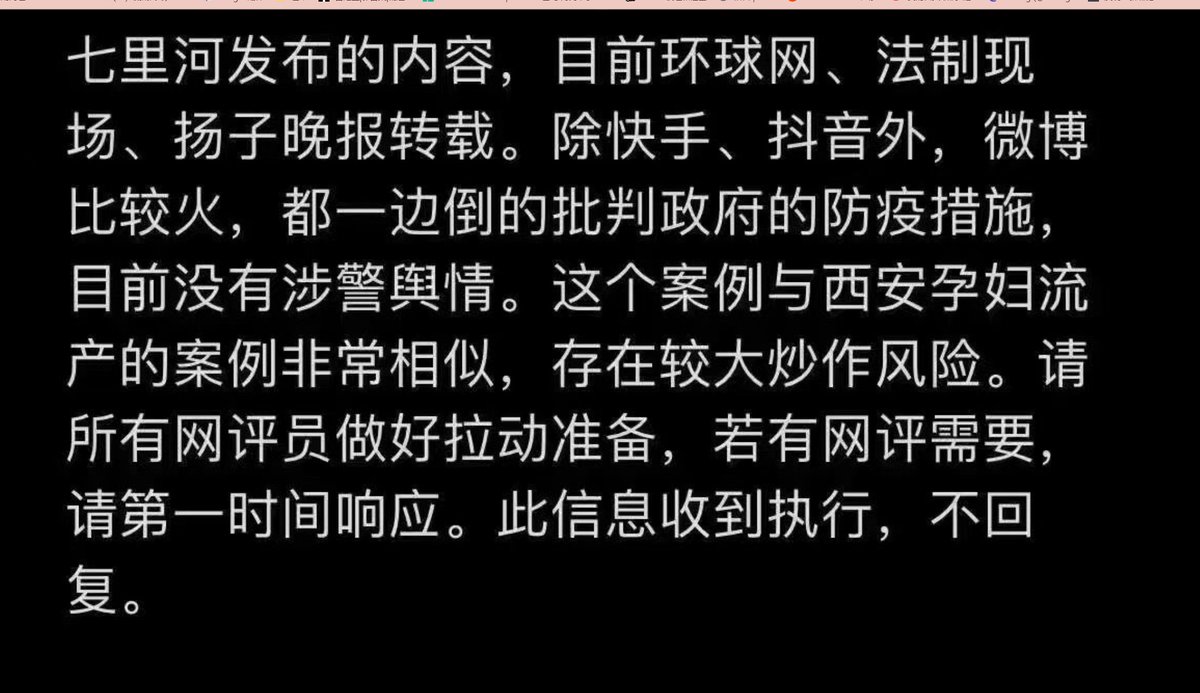 七里河发布的内容，目前环球网、法制现
场、扬子晚报转载。除快手、抖音外，微博
比较火，都一边倒的批判政府的防疫措施，
目前没有涉警舆情。这个案例与西安孕妇流
产的案例非常相似，存在较大炒作风险。请
所有网评员做好拉动准备，若有网评需要，
请第一时间响应。此信息收到执行，不回
复。